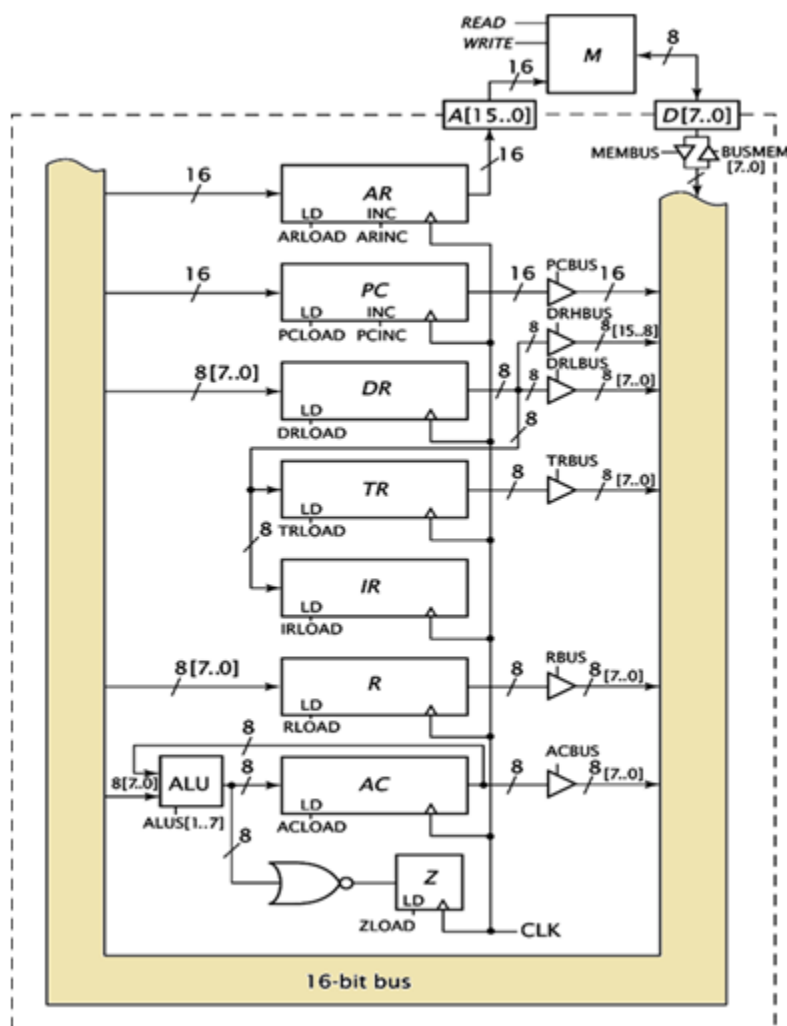 READ
WRITE
M
8
16
A[15..0]
D[7..0]
16
MEMBUS
BUSMEM
[7..0]
16
AR
LD
INC
ARLOAD
ARINC
16
PC
16
PCBUS
16
LD
INC
PCLOAD
PCINC
DRHBUS
8
8
[15..8]
DRLBUS
8[7..0]
DR
8
8
8
[7..0]
LD
DRLOAD
8
TRBUS
TR
8
8
[7..0]
LD
TRLOAD
8
IR
LD
IRLOAD
RBUS
8[7..0]
R
8
8
[7..0]
LD
RLOAD
8
ACBUS
8[7..0]
ALU
8
AC
8
8
[7..0]
ALUS[1..7]
LD
ACLOAD
8
Z
LD
ZLOAD
CLK
16-bit bus